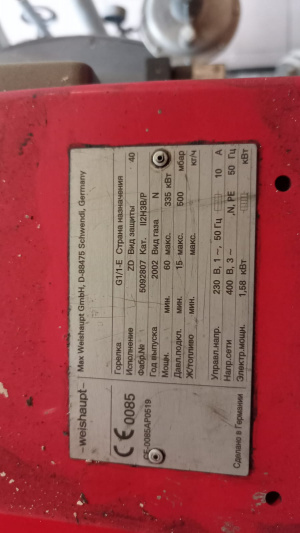 -weishaupt-
Max Weishaupt GmbH, D-88475 Schwendi, Germany
CE 0085
CE-0085AP0519
Горелка G1/1-E Страна назначения
Исполнение ZD Вид защиты 40
Фабр.№ 5092807 Кат. II2H3B/P
Год выпуска 2002 Вид газа N
Мощн. мин. 60 макс. 335 кВт
Давл.подкл. мин. 15 макс. 500 мбар
Ж/топливо мин. макс. кг/ч
Управл.напр. 230 В, 1 ~, 50 Гц 10 А
Напр.сети 400 В, 3 ~ ,N, PE 50 Гц
Электр.мощн. 1,58 кВт
Сделано в Германии